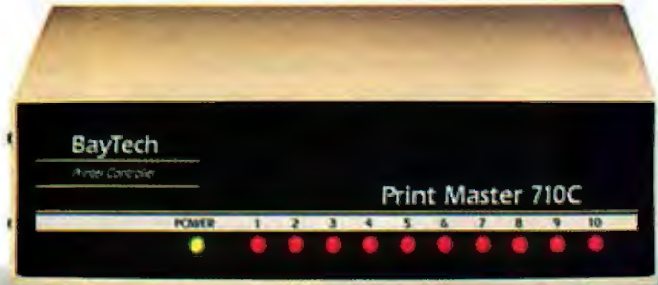 BayTech
Printer Controller
Print Master 710C
POWER 1 2 3 4 5 6 7 8 9 10